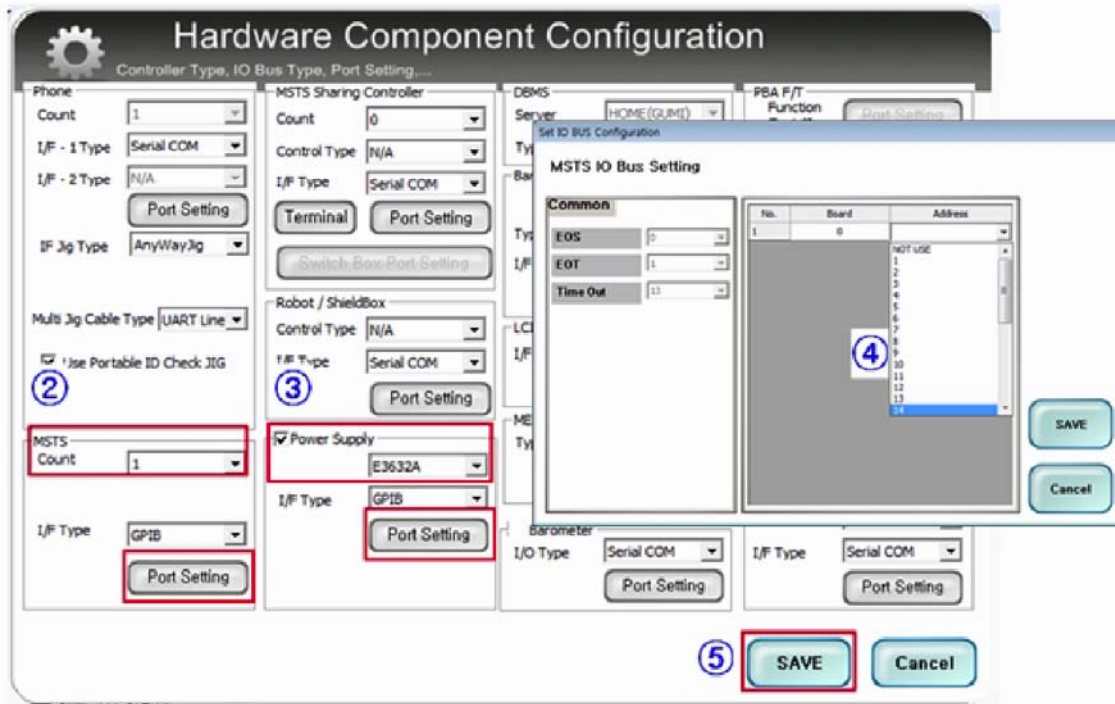 Hardware Component Configuration
Controller Type, IO Bus Type, Port Setting,...
Phone
Count 1
I/F - 1Type Serial COM
I/F - 2Type N/A
Port Setting
IF Jig Type AnyWayJig
Multi Jig Cable Type UART Line
Use Portable ID Check JIG
②
MSTS
Count 1
I/F Type GPIB
Port Setting
MSTS Sharing Controller
Count 0
Control Type N/A
I/F Type Serial COM
Terminal Port Setting
Switch Box Port Setting
Robot / ShieldBox
Control Type N/A
I/F Type Serial COM
③
Port Setting
Power Supply
E3632A
I/F Type GPIB
Port Setting
DBMS
Server HOME(GUMI)
Barometer
I/O Type Serial COM
Port Setting
PBA F/T
Function
Port Setting
I/F Type Serial COM
Port Setting
Set IO BUS Configuration
MSTS IO Bus Setting
Common
EOS 0
EOT 1
Time Out 13
No. Board Address
1 0
NOT USE
1
2
3
4
5
6
7
8
9
10
11
12
13
14
④
SAVE
Cancel
⑤
SAVE Cancel